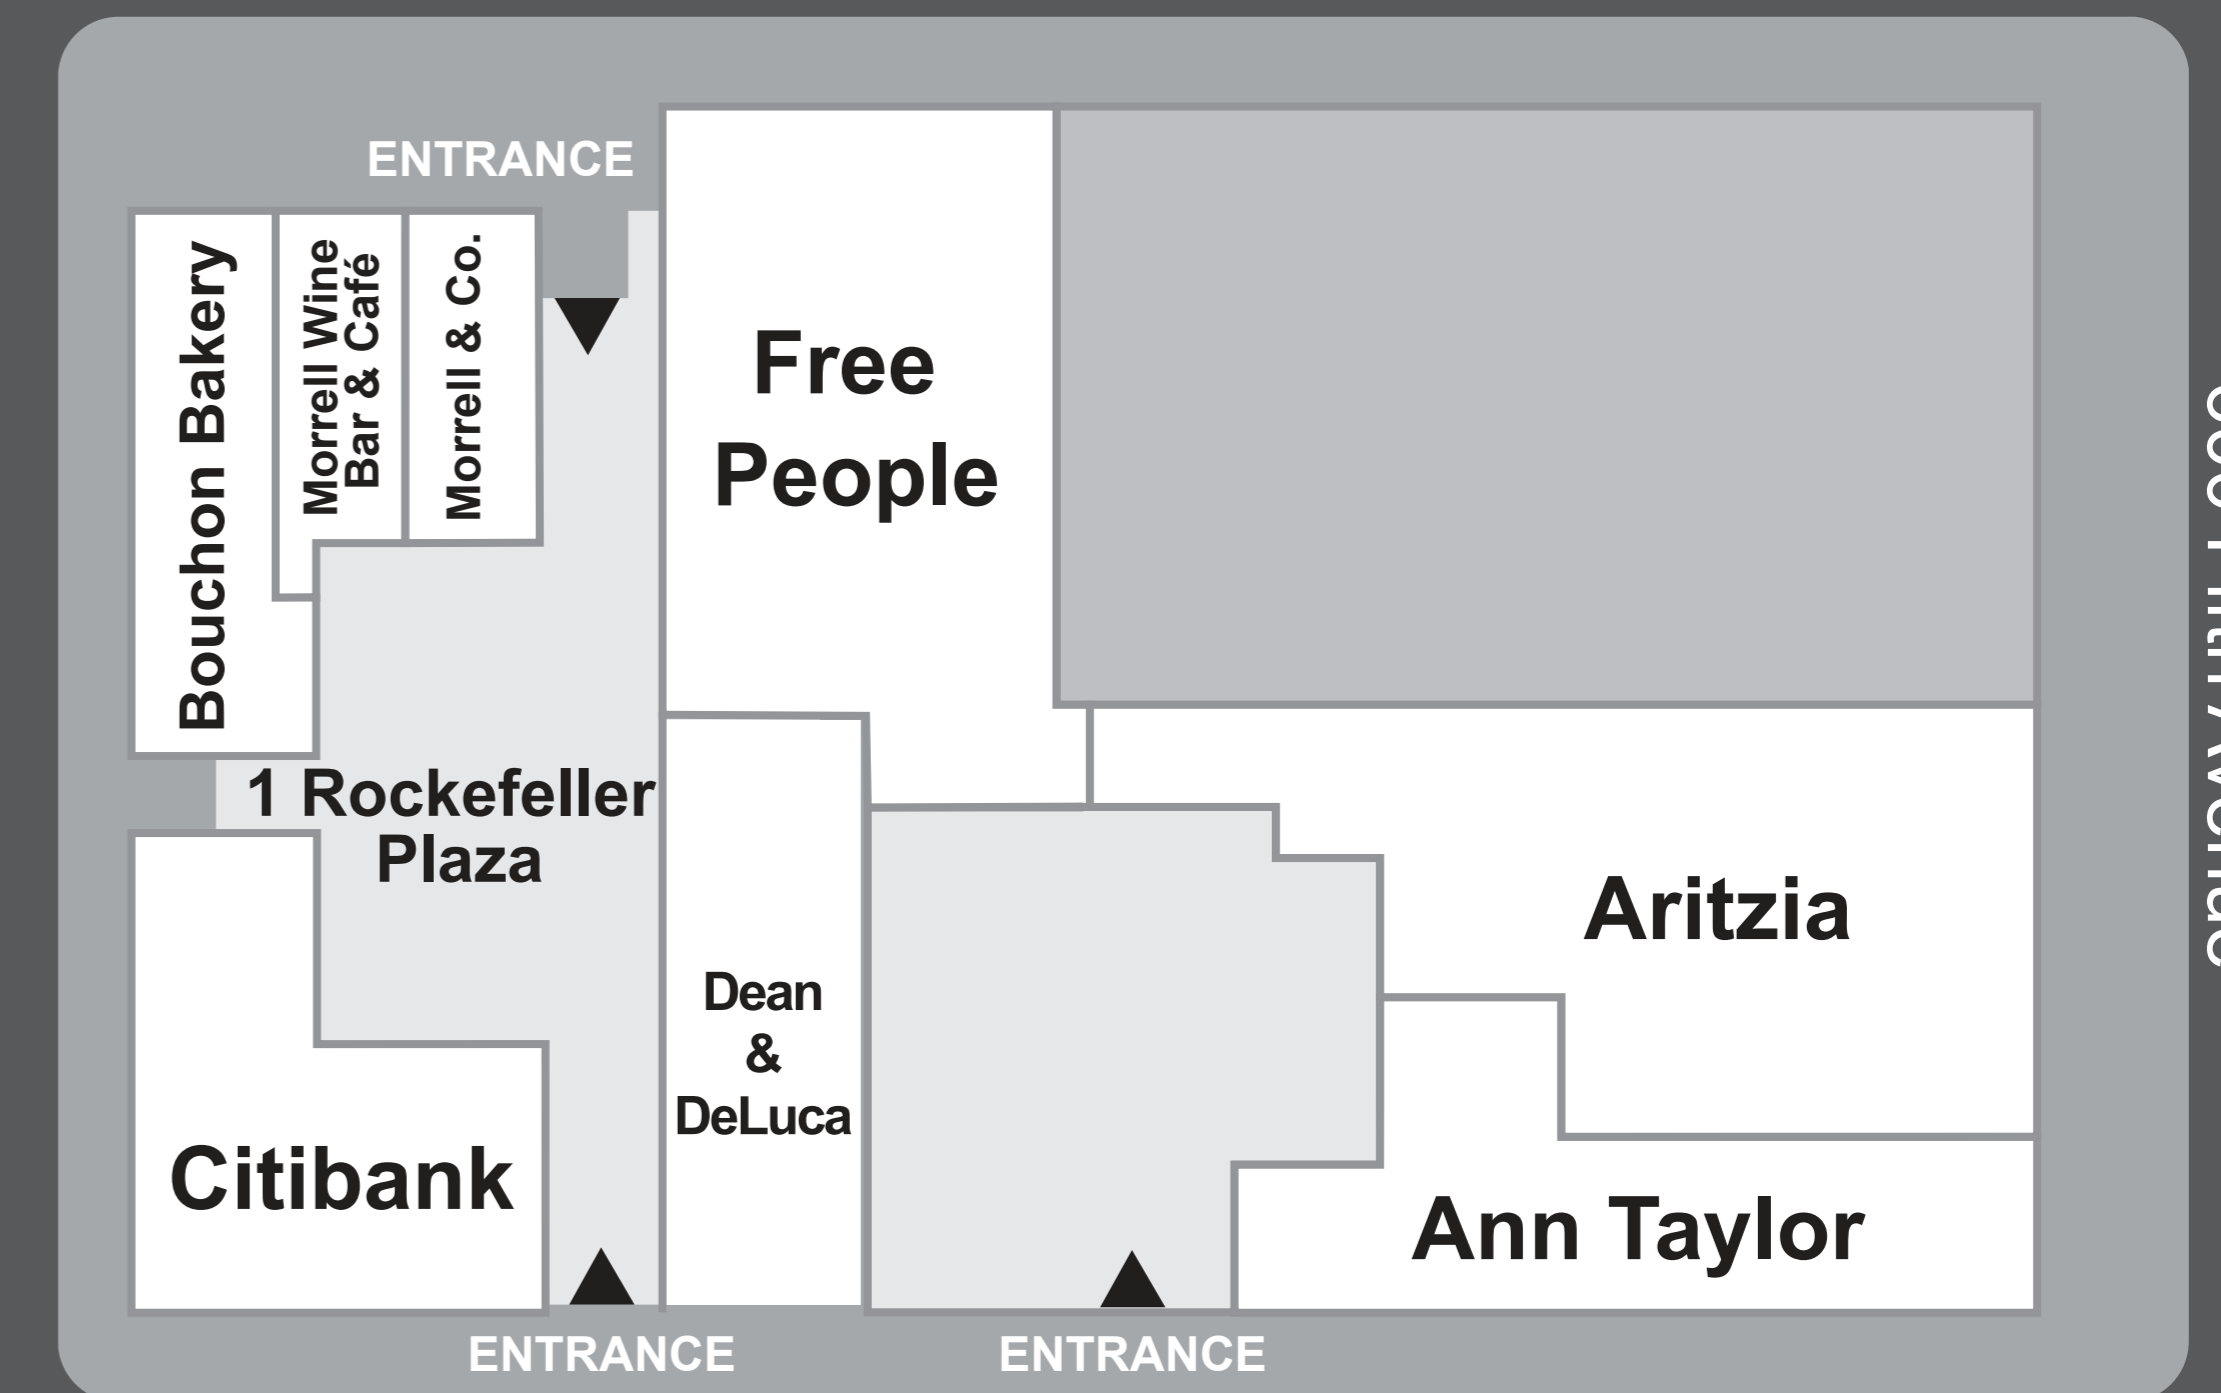 ENTRANCE
Bouchon Bakery
Morrell Wine
Bar & Café
Morrell & Co.
Free
People
1 Rockefeller
Plaza
Dean
&
DeLuca
Aritzia
Citibank
Ann Taylor
ENTRANCE
ENTRANCE